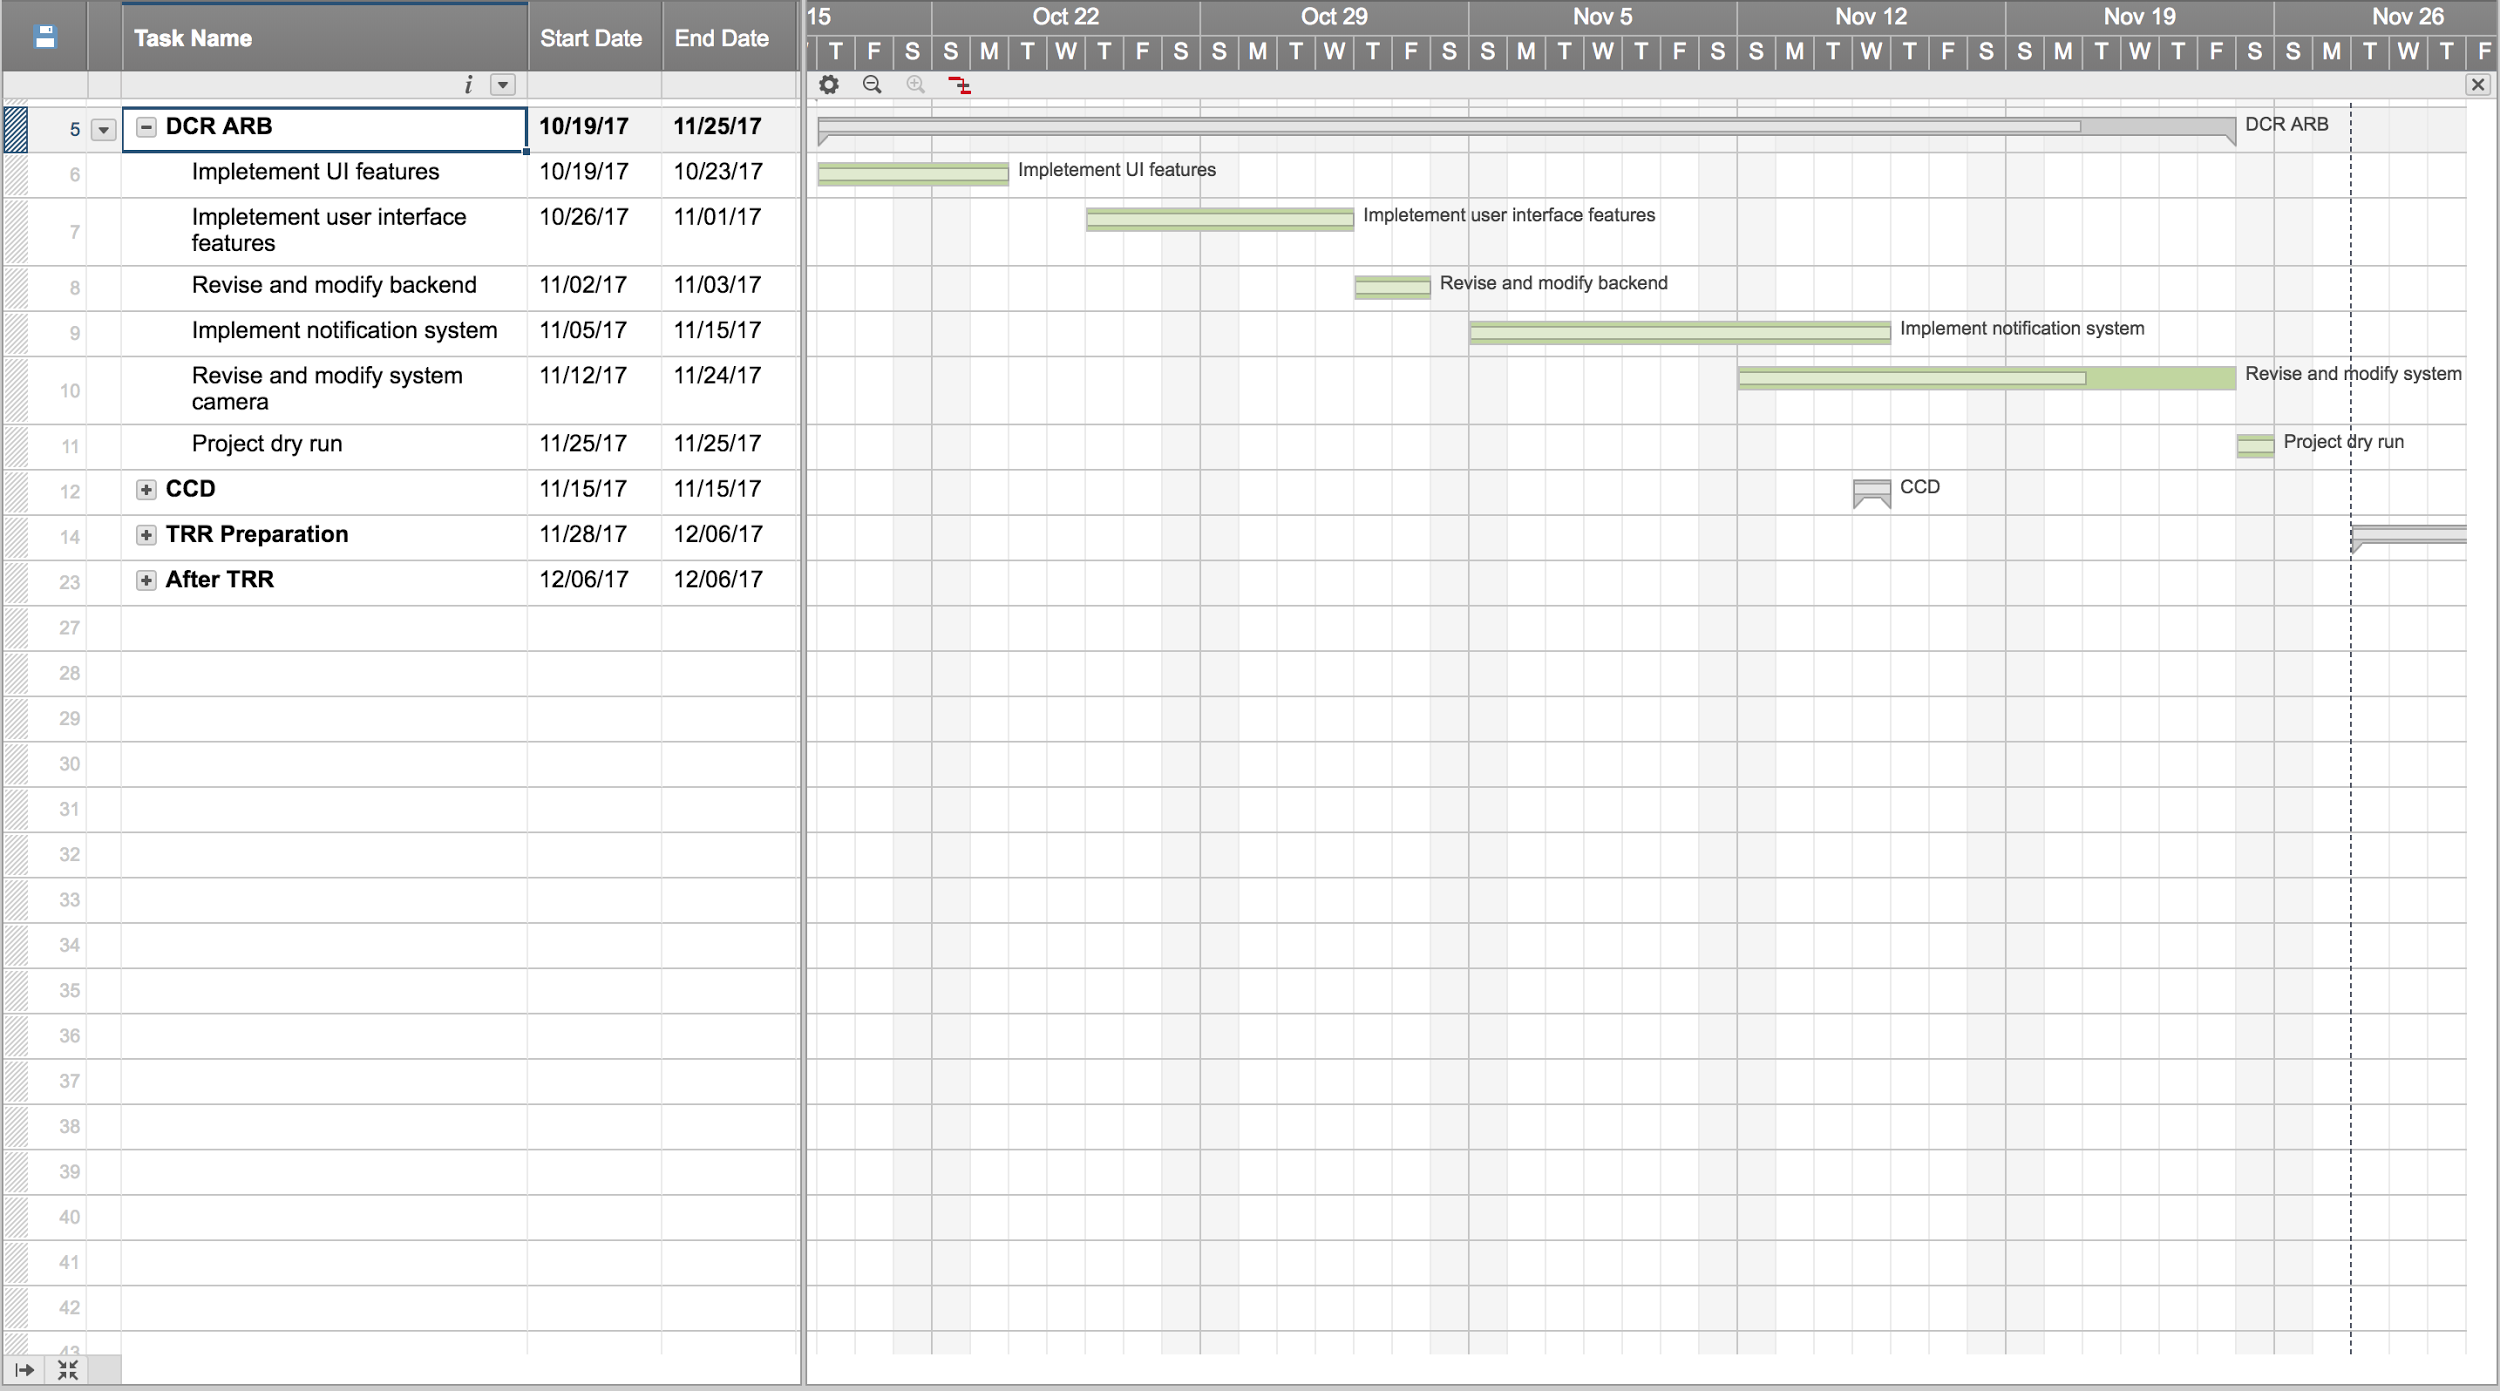 Task Name Start Date End Date
15 Oct 22 Oct 29 Nov 5 Nov 12 Nov 19 Nov 26
T F S S M T W T F S S M T W T F S S M T W T F S S M T W T F S S M T W T F S S M T W T F
i
5 DCR ARB 10/19/17 11/25/17 DCR ARB
6 Impletement UI features 10/19/17 10/23/17 Impletement UI features
7 Impletement user interface 10/26/17 11/01/17 Impletement user interface features
features
8 Revise and modify backend 11/02/17 11/03/17 Revise and modify backend
9 Implement notification system 11/05/17 11/15/17 Implement notification system
10 Revise and modify system 11/12/17 11/24/17 Revise and modify system
camera
11 Project dry run 11/25/17 11/25/17 Project dry run
12 CCD 11/15/17 11/15/17 CCD
14 TRR Preparation 11/28/17 12/06/17
23 After TRR 12/06/17 12/06/17
27
28
29
30
31
32
33
34
35
36
37
38
39
40
41
42
43